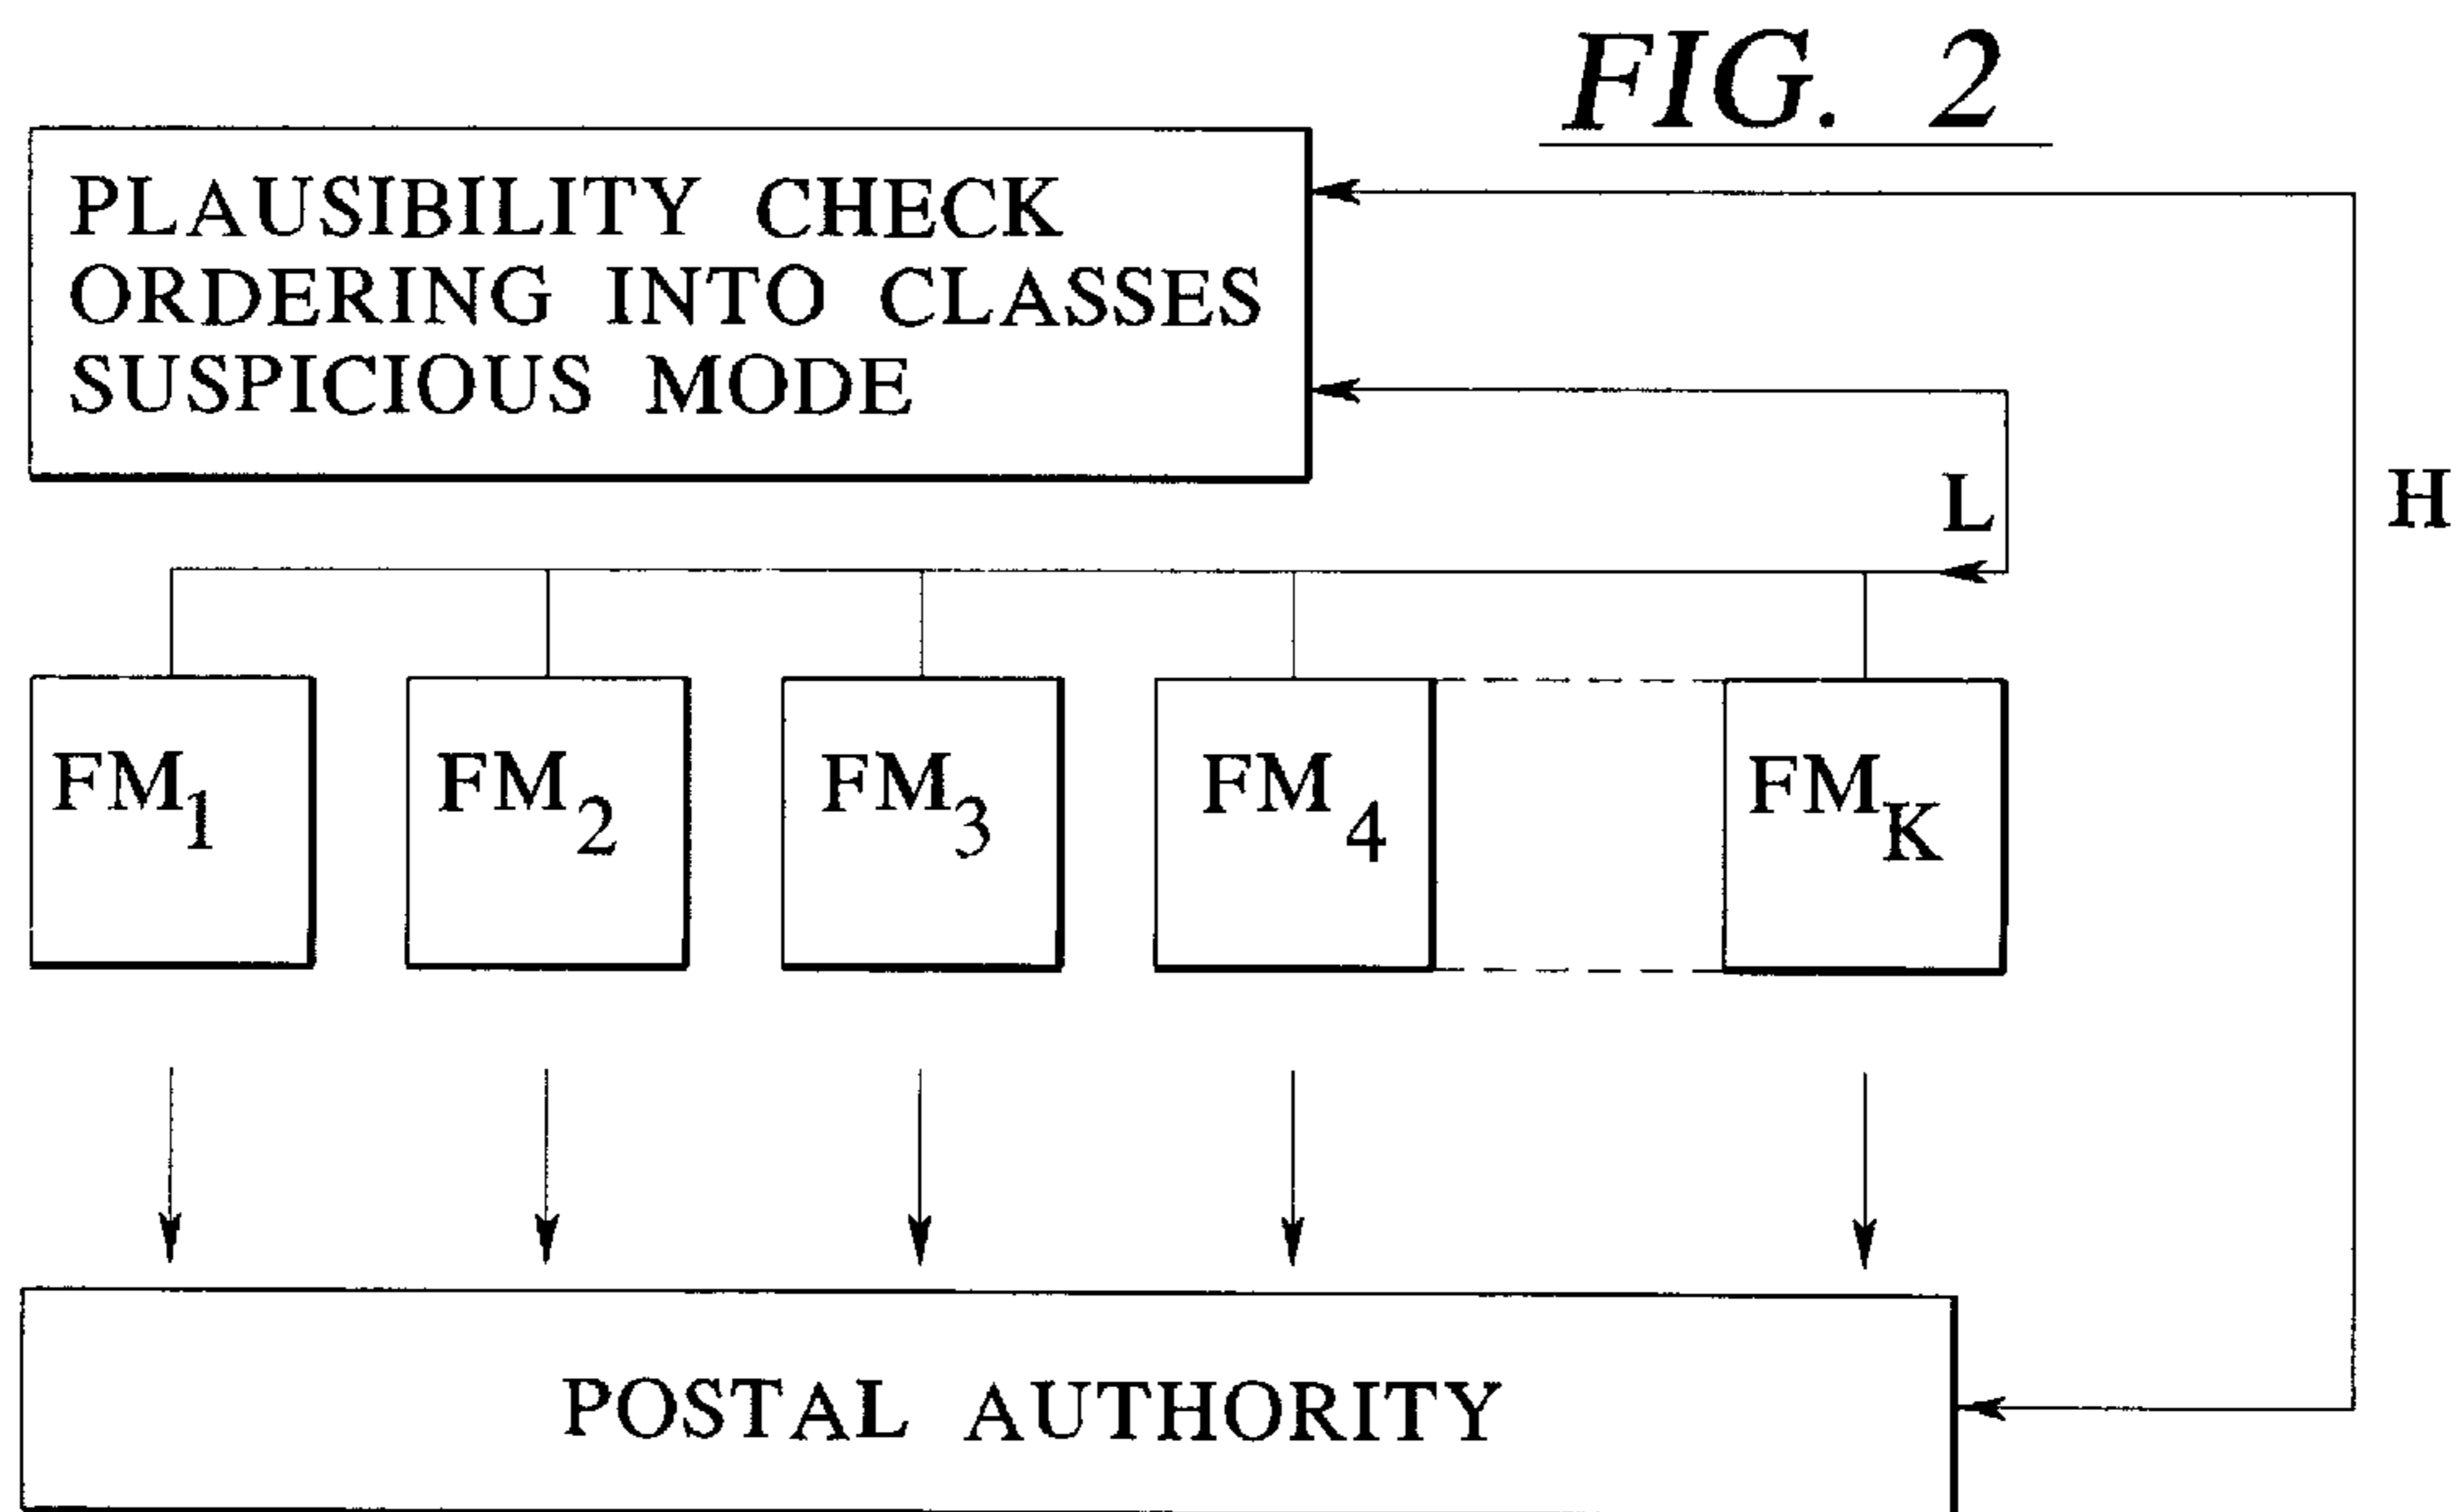 FIG. 2
PLAUSIBILITY CHECK
ORDERING INTO CLASSES
SUSPICIOUS MODE
L
H
FM1
FM2
FM3
FM4
FMK
POSTAL AUTHORITY